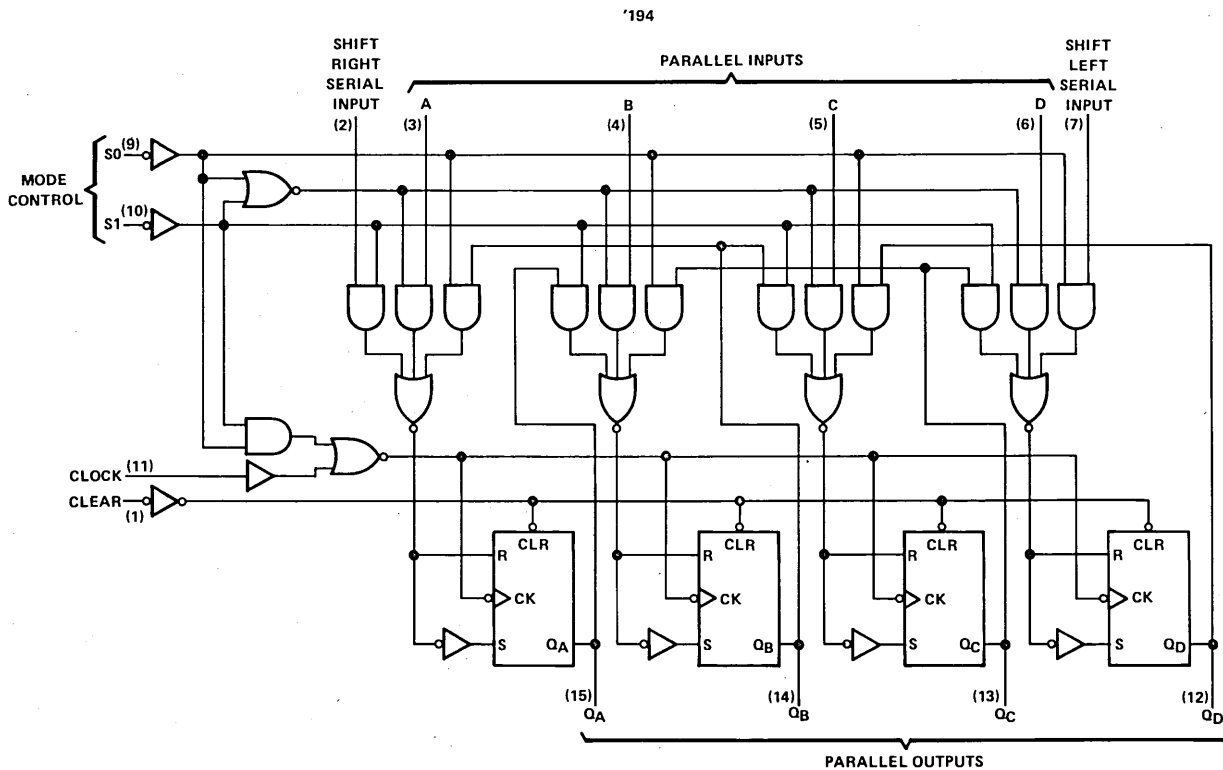 '194
SHIFT
RIGHT
SERIAL
INPUT
(2)
PARALLEL INPUTS
A
(3)
B
(4)
C
(5)
D
(6)
SHIFT
LEFT
SERIAL
INPUT
(7)
MODE
CONTROL
S0 (9)
S1 (10)
CLOCK (11)
CLEAR
(1)
CLR
R
CK
S
QA
CLR
R
CK
S
QB
CLR
R
CK
S
QC
CLR
R
CK
S
QD
(15)
QA
(14)
QB
(13)
QC
(12)
QD
PARALLEL OUTPUTS